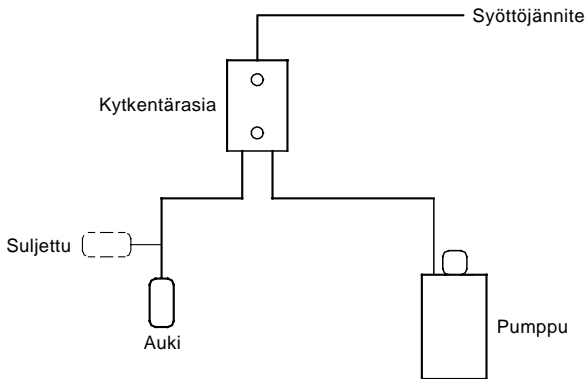 Syöttöjännite
Kytkentärasia
Suljettu
Auki
Pumppu